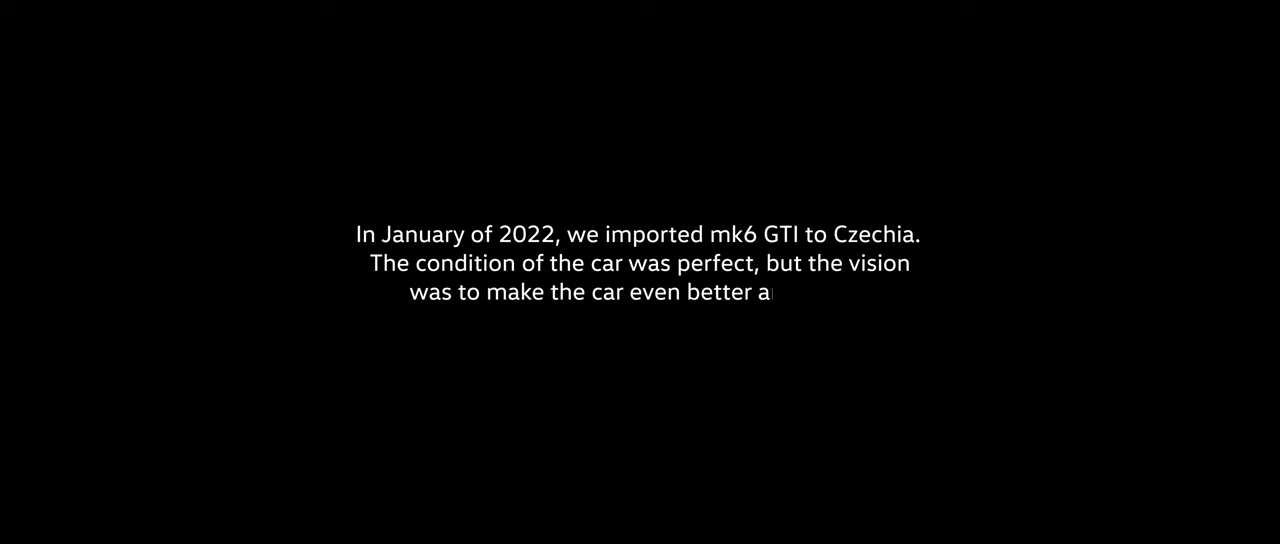 In January of 2022, we imported mk6 GTI to Czechia.
The condition of the car was perfect, but the vision
was to make the car even better